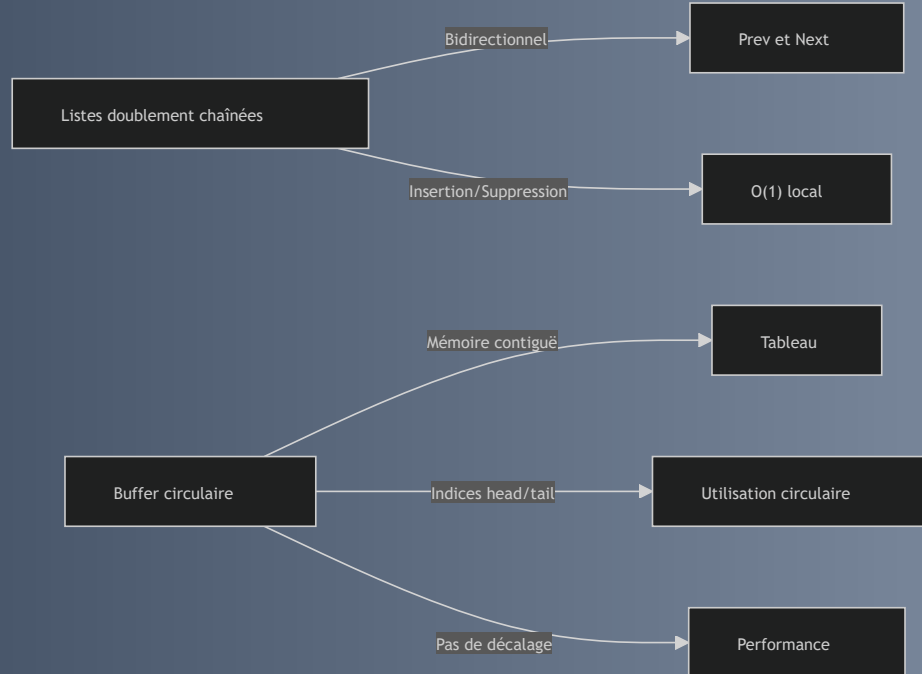 Bidirectionnel
Prev et Next
Listes doublement chaînées
Insertion/Suppression
O(1) local
Mémoire contiguë
Tableau
Buffer circulaire
Indices head/tail
Utilisation circulaire
Pas de décalage
Performance